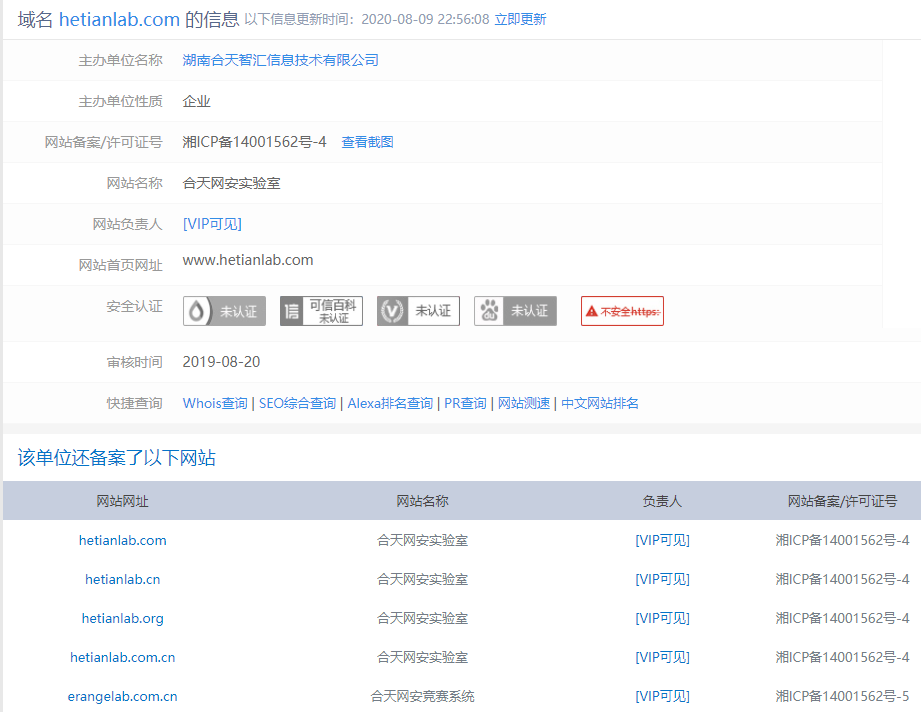 域名 hetianlab.com 的信息 以下信息更新时间：2020-08-09 22:56:08 立即更新
主办单位名称 湖南合天智汇信息技术有限公司
主办单位性质 企业
网站备案/许可证号 湘ICP备14001562号-4 查看截图
网站名称 合天网安实验室
网站负责人 [VIP可见]
网站首页网址 www.hetianlab.com
安全认证 未认证 信 可信百科 未认证 V 未认证 du 未认证 不安全https:
审核时间 2019-08-20
快捷查询 Whois查询 | SEO综合查询 | Alexa排名查询 | PR查询 | 网站测速 | 中文网站排名
该单位还备案了以下网站
网站网址 网站名称 负责人 网站备案/许可证号
hetianlab.com 合天网安实验室 [VIP可见] 湘ICP备14001562号-4
hetianlab.cn 合天网安实验室 [VIP可见] 湘ICP备14001562号-4
hetianlab.org 合天网安实验室 [VIP可见] 湘ICP备14001562号-4
hetianlab.com.cn 合天网安实验室 [VIP可见] 湘ICP备14001562号-4
erangelab.com.cn 合天网安竞赛系统 [VIP可见] 湘ICP备14001562号-5